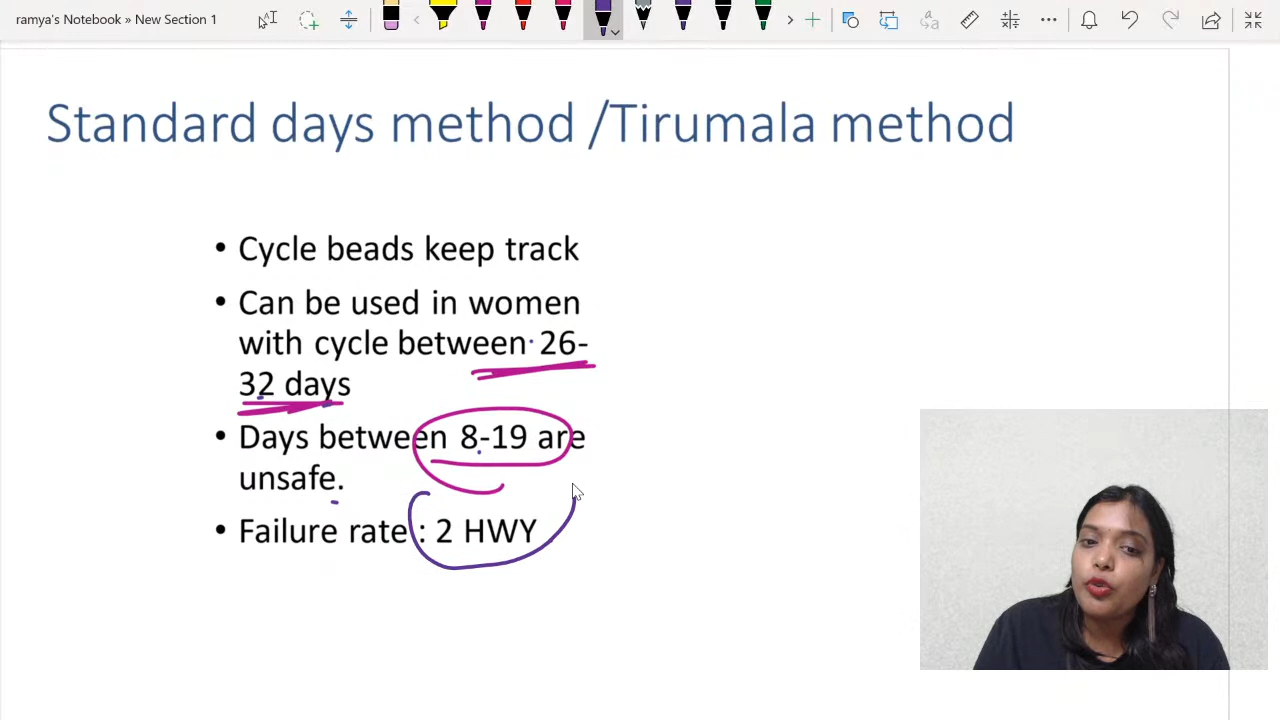 ramya's Notebook » New Section 1
Standard days method /Tirumala method
• Cycle beads keep track
• Can be used in women
with cycle between 26-
32 days
• Days between 8-19 are
unsafe.
• Failure rate : 2 HWY